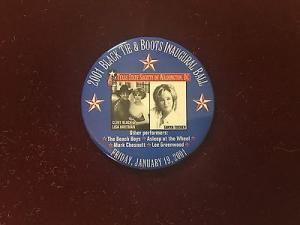 2001 BLACK TIE & BOOTS INAUGURAL BALL
TEXAS STATE SOCIETY OF WASHINGTON, DC
CLINT BLACK &
LISA HARTMAN
TANYA TUCKER
Other performers:
The Beach Boys ★ Asleep at the Wheel
Mark Chesnutt ★ Lee Greenwood
FRIDAY, JANUARY 19, 2001